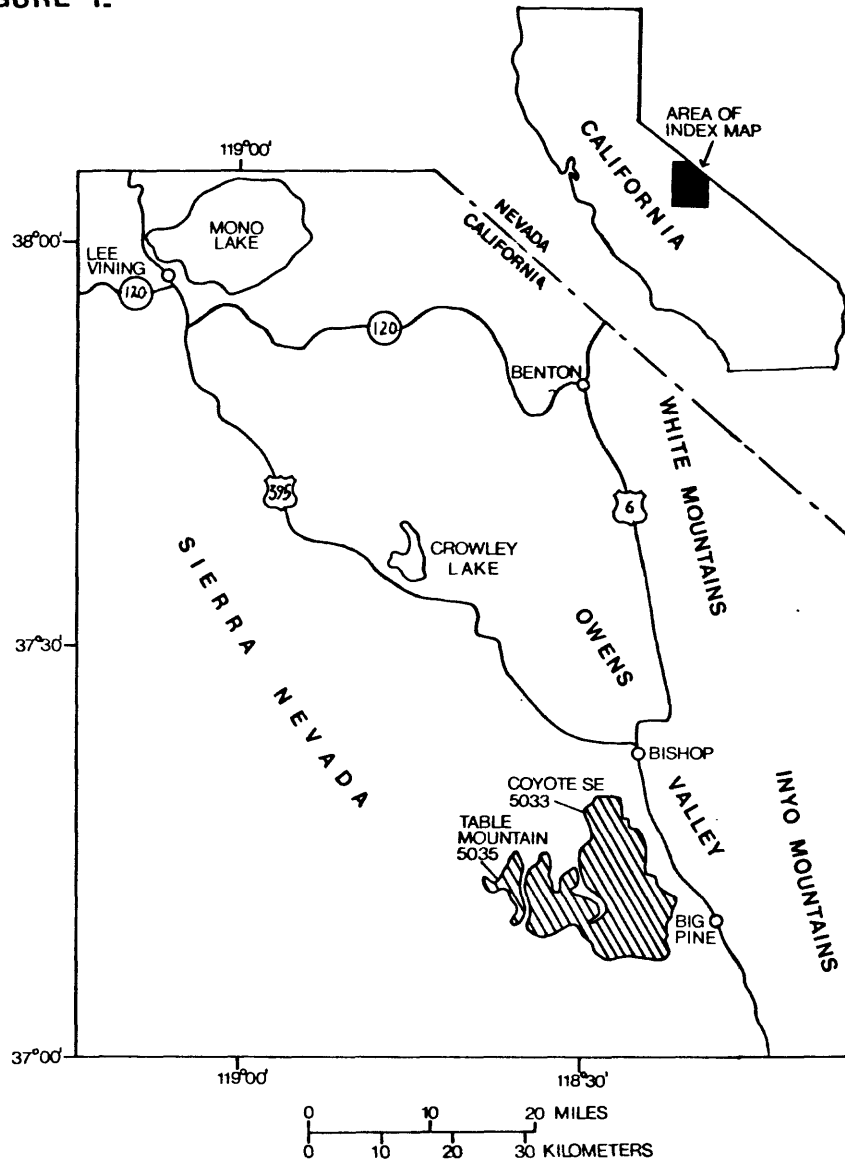 AREA OF
INDEX MAP
CALIFORNIA
119°00'
NEVADA
CALIFORNIA
38°00'
MONO
LAKE
LEE
VINING
120
120
BENTON
WHITE MOUNTAINS
395
6
CROWLEY
LAKE
SIERRA NEVADA
37°30'
OWENS
VALLEY
BISHOP
COYOTE SE
5033
TABLE
MOUNTAIN
5035
INYO MOUNTAINS
BIG
PINE
37°00'
119°00'
118°30'
0 10 20 MILES
0 10 20 30 KILOMETERS